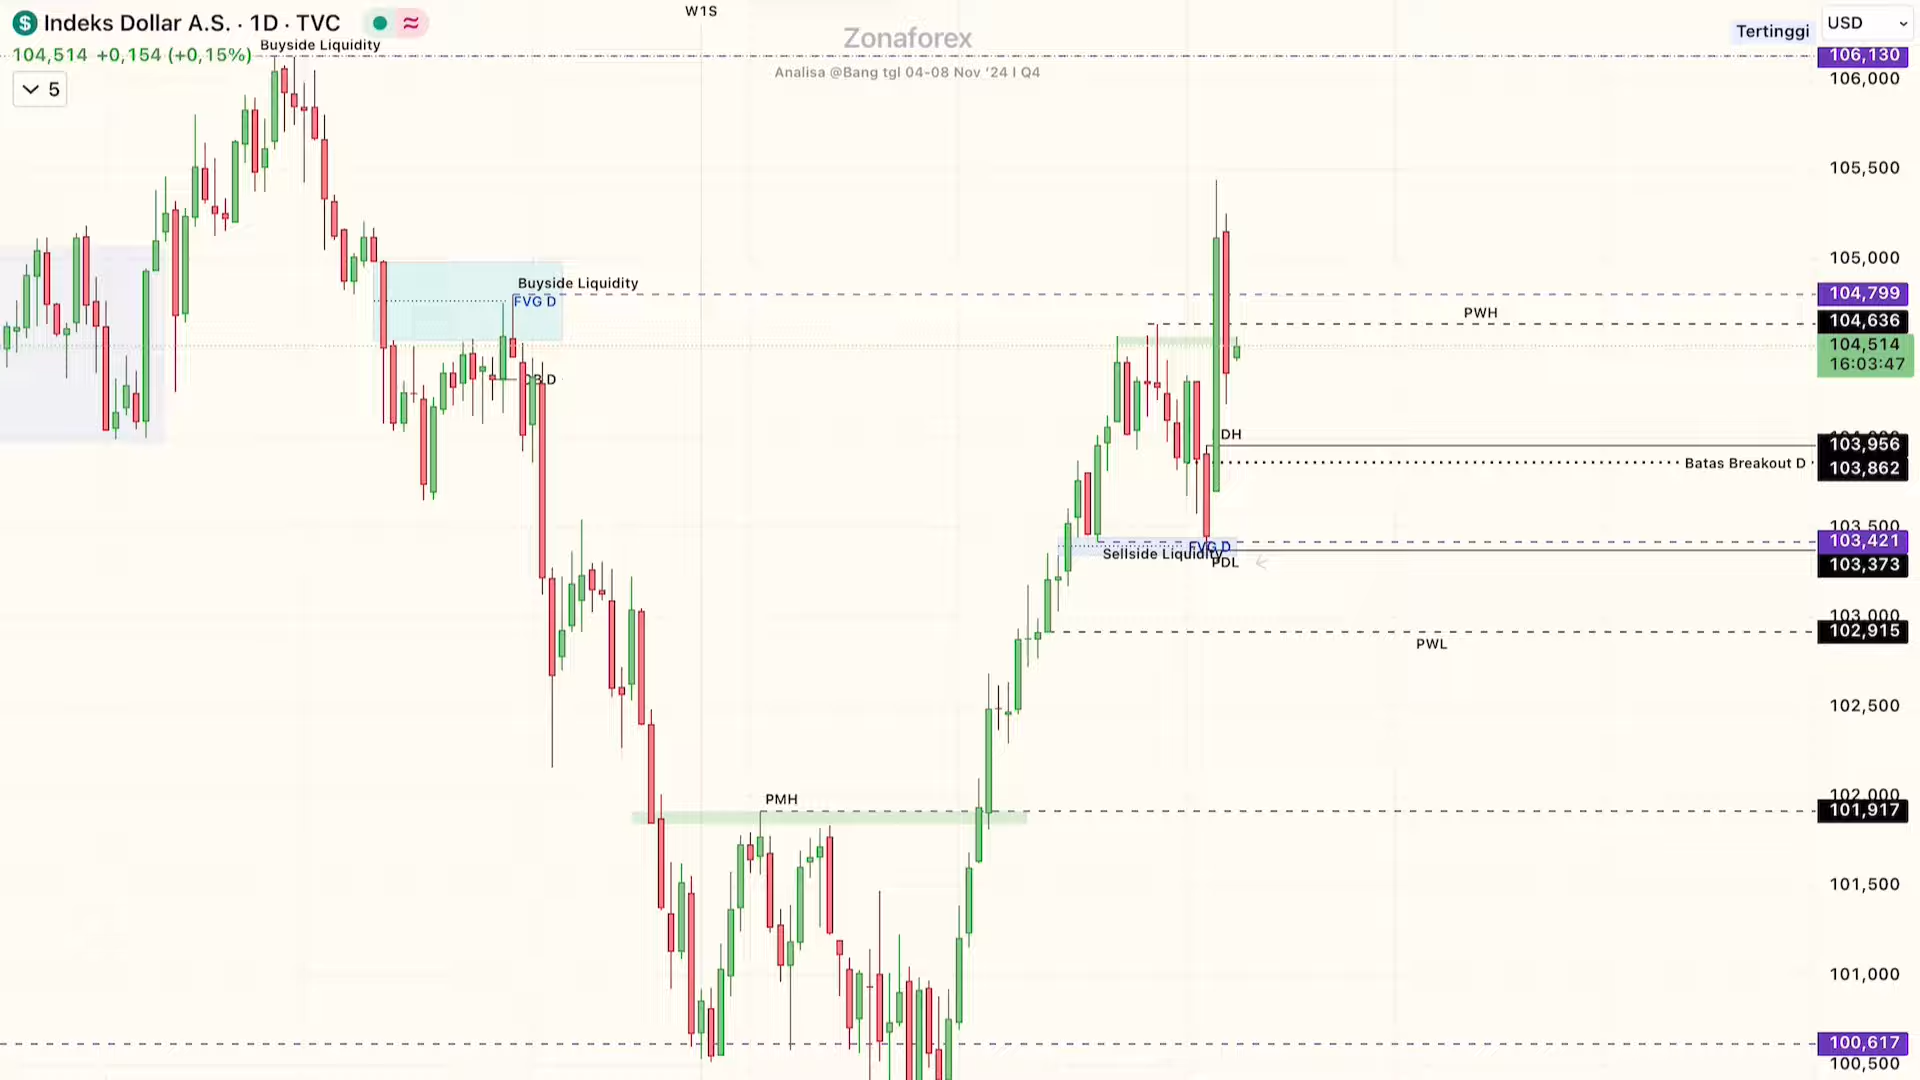 Indeks Dollar A.S. · 1D · TVC
W1S
USD
Tertinggi
Zonaforex
Buyside Liquidity
104,514 +0,154 (+0,15%)
106,130
Analisa @Bang tgl 04-08 Nov '24 I Q4
106,000
5
105,500
105,000
Buyside Liquidity
104,799
FVG D
PWH
104,636
104,514
16:03:47
DH
103,956
Batas Breakout D
103,862
103,500
103,421
FVG D
Sellside Liquidity
PDL
103,373
103,000
102,915
PWL
102,500
102,000
PMH
101,917
101,500
101,000
100,617
100,500